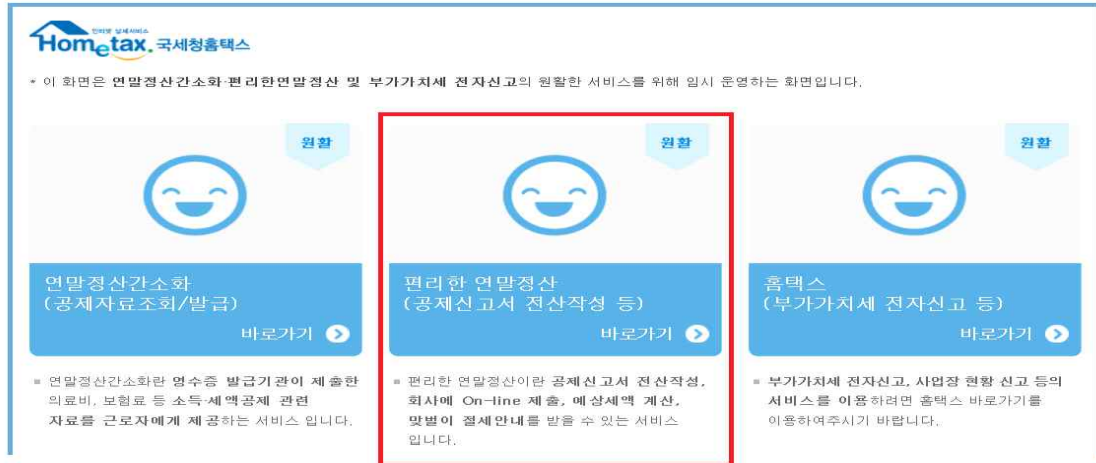 인터넷 납세서비스
Hometax. 국세청홈택스
* 이 화면은 연말정산간소화·편리한연말정산 및 부가가치세 전자신고의 원활한 서비스를 위해 임시 운영하는 화면입니다.
원활
연말정산간소화
(공제자료조회/발급)
바로가기
연말정산간소화란 영수증 발급기관이 제출한
의료비, 보험료 등 소득·세액공제 관련
자료를 근로자에게 제공하는 서비스 입니다.
원활
편리한 연말정산
(공제신고서 전산작성 등)
바로가기
편리한 연말정산이란 공제신고서 전산작성,
회사에 On-line 제출, 예상세액 계산,
맞벌이 절세안내를 받을 수 있는 서비스
입니다.
원활
홈택스
(부가가치세 전자신고 등)
바로가기
부가가치세 전자신고, 사업장 현황 신고 등의
서비스를 이용하려면 홈택스 바로가기를
이용하여주시기 바랍니다.